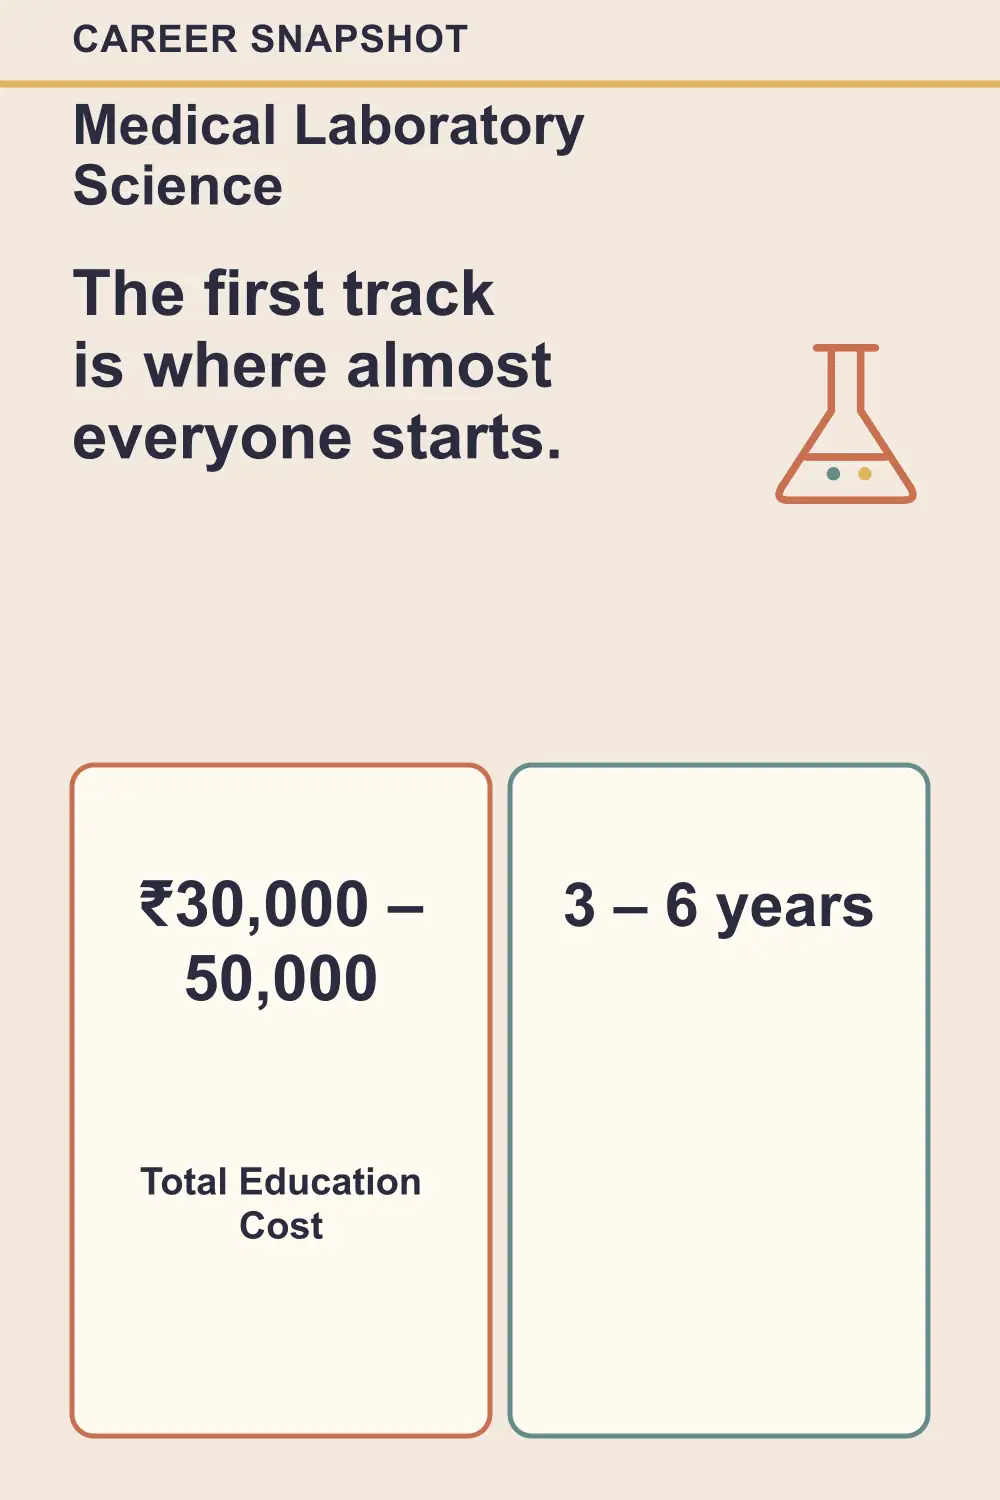 CAREER SNAPSHOT
Medical Laboratory
Science
The first track
is where almost
everyone starts.
₹30,000 –
50,000
Total Education
Cost
3 – 6 years